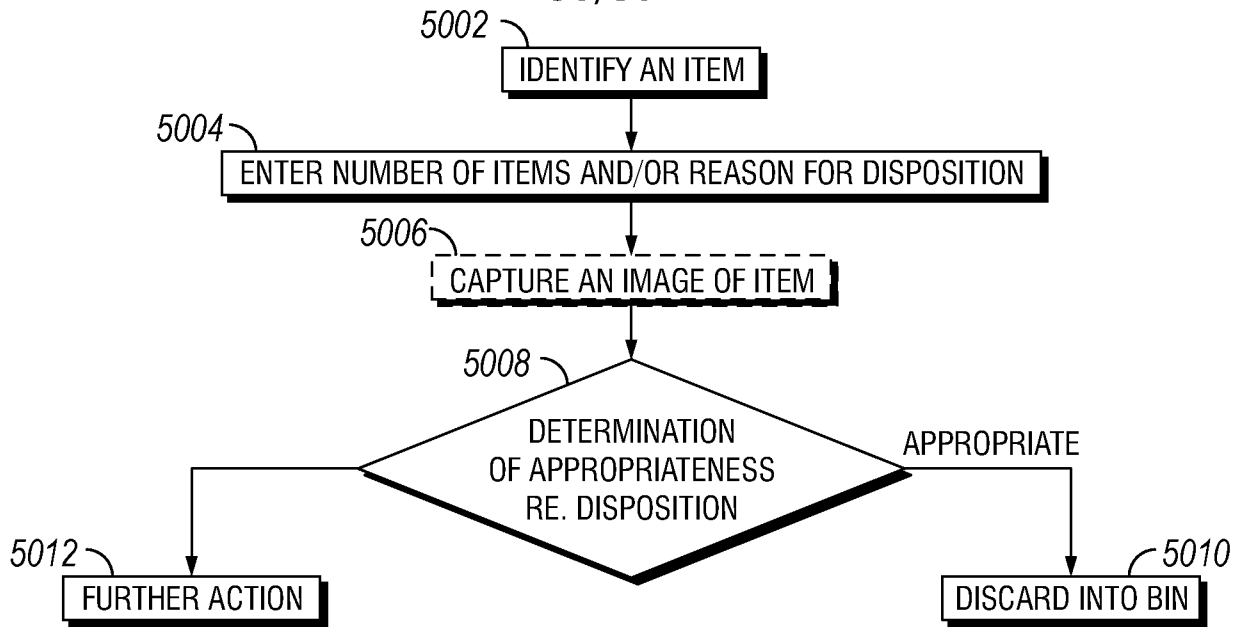 5002
IDENTIFY AN ITEM
5004
ENTER NUMBER OF ITEMS AND/OR REASON FOR DISPOSITION
5006
CAPTURE AN IMAGE OF ITEM
5008
DETERMINATION
OF APPROPRIATENESS
RE. DISPOSITION
APPROPRIATE
5012
FURTHER ACTION
5010
DISCARD INTO BIN